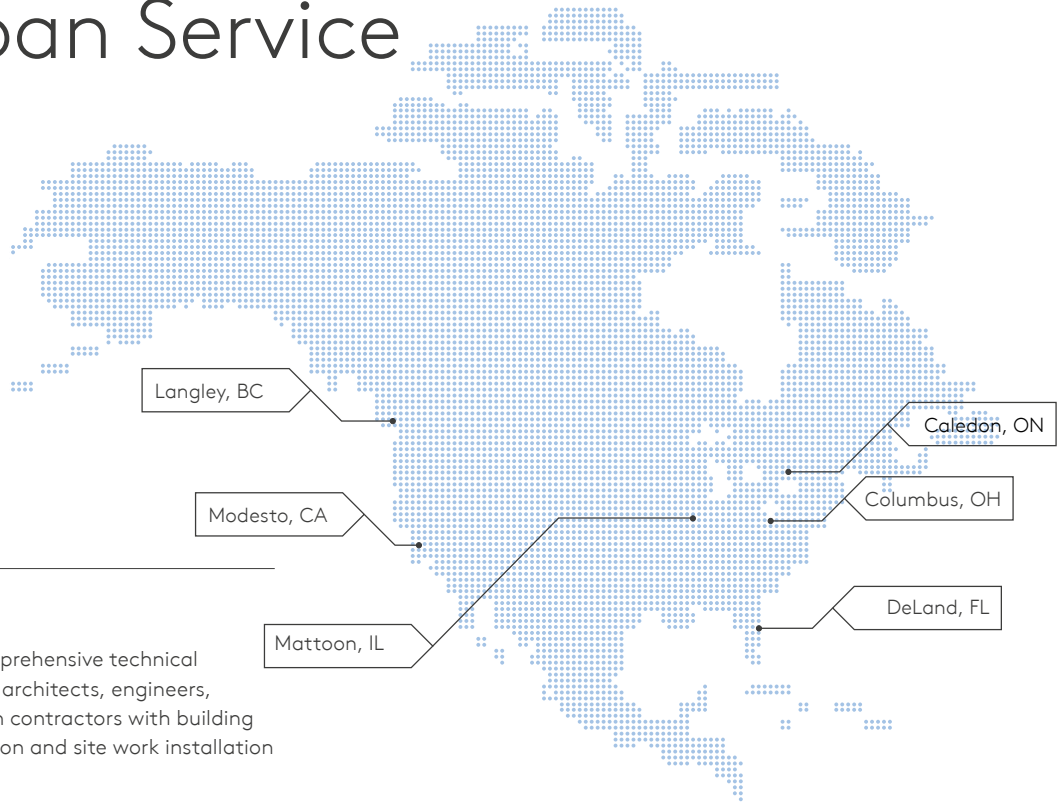 oan Service
Langley, BC
Caledon, ON
Columbus, OH
Modesto, CA
DeLand, FL
Mattoon, IL
prehensive technical
architects, engineers,
contractors with building
on and site work installation